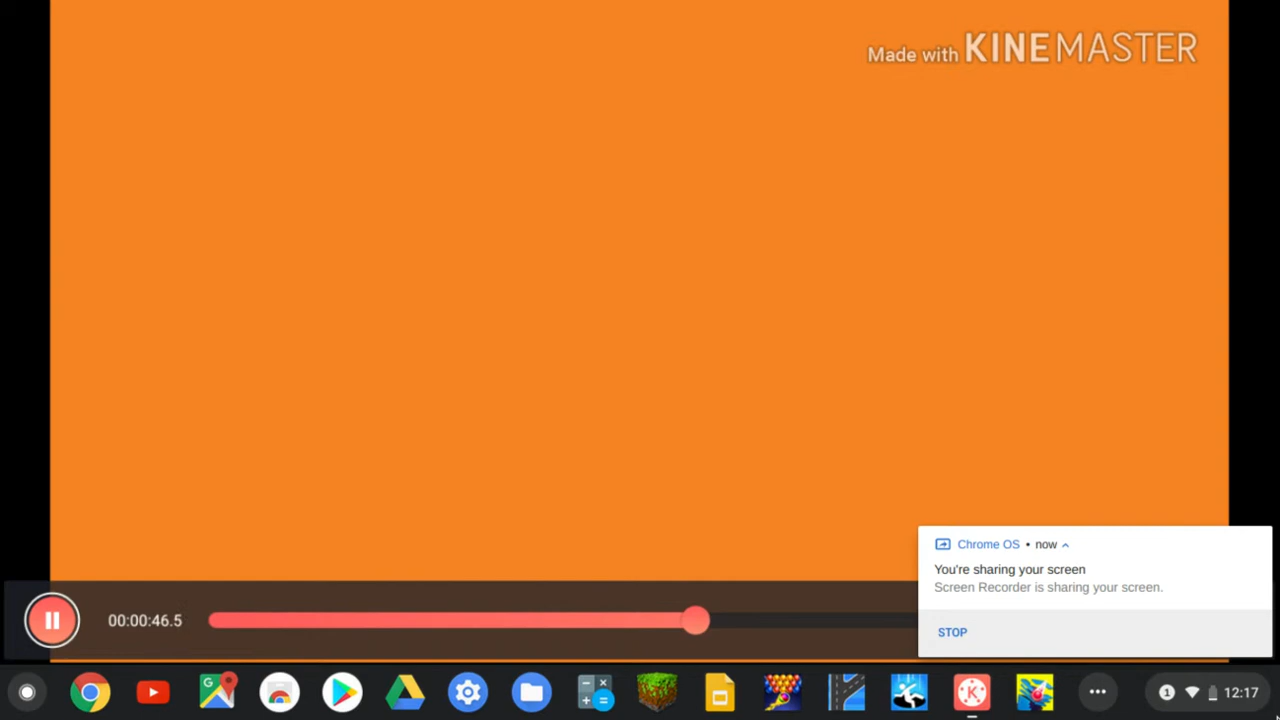 Made with KINEMASTER
Chrome OS • now
You're sharing your screen
Screen Recorder is sharing your screen.
00:00:46.5
STOP
1 12:17